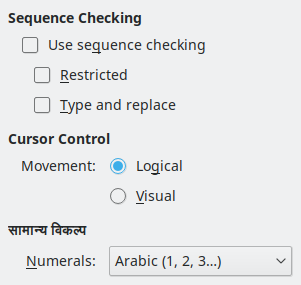 Sequence Checking
Use sequence checking
Restricted
Type and replace
Cursor Control
Movement: Logical
Visual
सामान्य विकल्प
Numerals: Arabic (1, 2, 3...)